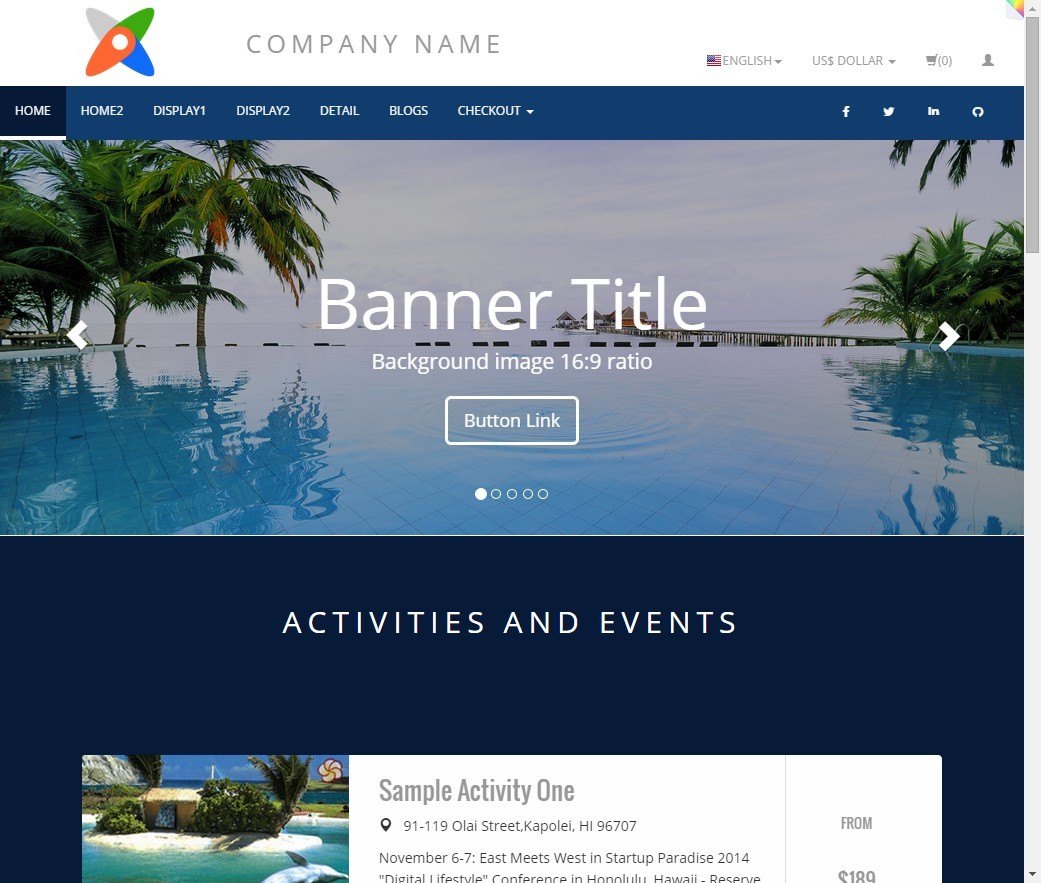 COMPANY NAME
ENGLISH US$ DOLLAR (0)
HOME HOME2 DISPLAY1 DISPLAY2 DETAIL BLOGS CHECKOUT
Banner Title
Background image 16:9 ratio
Button Link
ACTIVITIES AND EVENTS
Sample Activity One
91-119 Olai Street,Kapolei, HI 96707
FROM
November 6-7: East Meets West in Startup Paradise 2014
"Digital Lifestyle" Conference in Honolulu, Hawaii - Reserve
$189